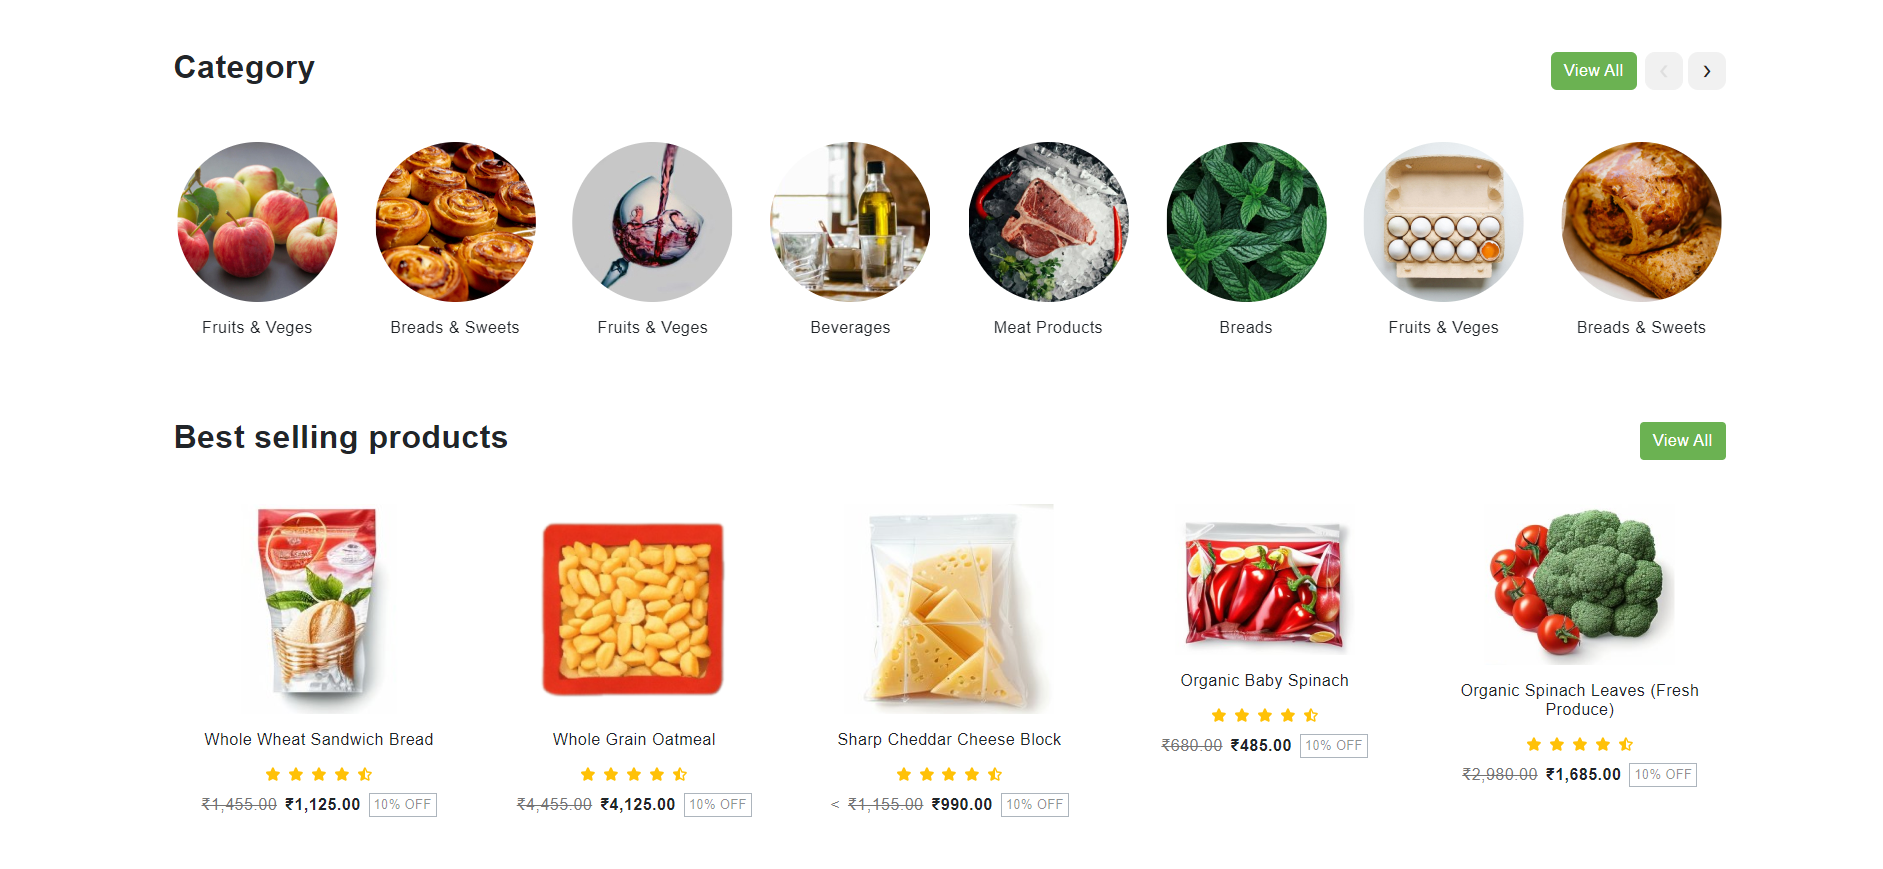 Category
View All
Fruits & Veges
Breads & Sweets
Fruits & Veges
Beverages
Meat Products
Breads
Fruits & Veges
Breads & Sweets
Best selling products
View All
Whole Wheat Sandwich Bread
₹1,455.00 ₹1,125.00 10% OFF
Whole Grain Oatmeal
₹4,455.00 ₹4,125.00 10% OFF
Sharp Cheddar Cheese Block
< ₹1,155.00 ₹990.00 10% OFF
Organic Baby Spinach
₹680.00 ₹485.00 10% OFF
Organic Spinach Leaves (Fresh
Produce)
₹2,980.00 ₹1,685.00 10% OFF